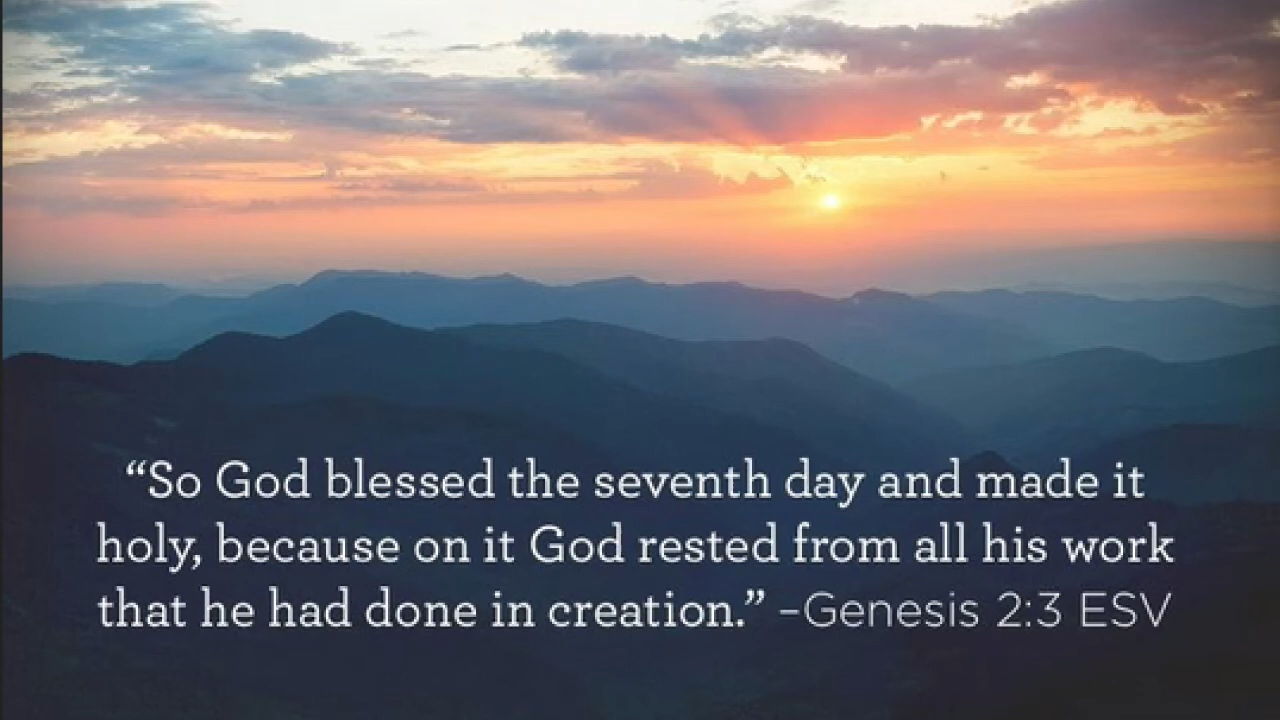 “So God blessed the seventh day and made it
holy, because on it God rested from all his work
that he had done in creation.” –Genesis 2:3 ESV